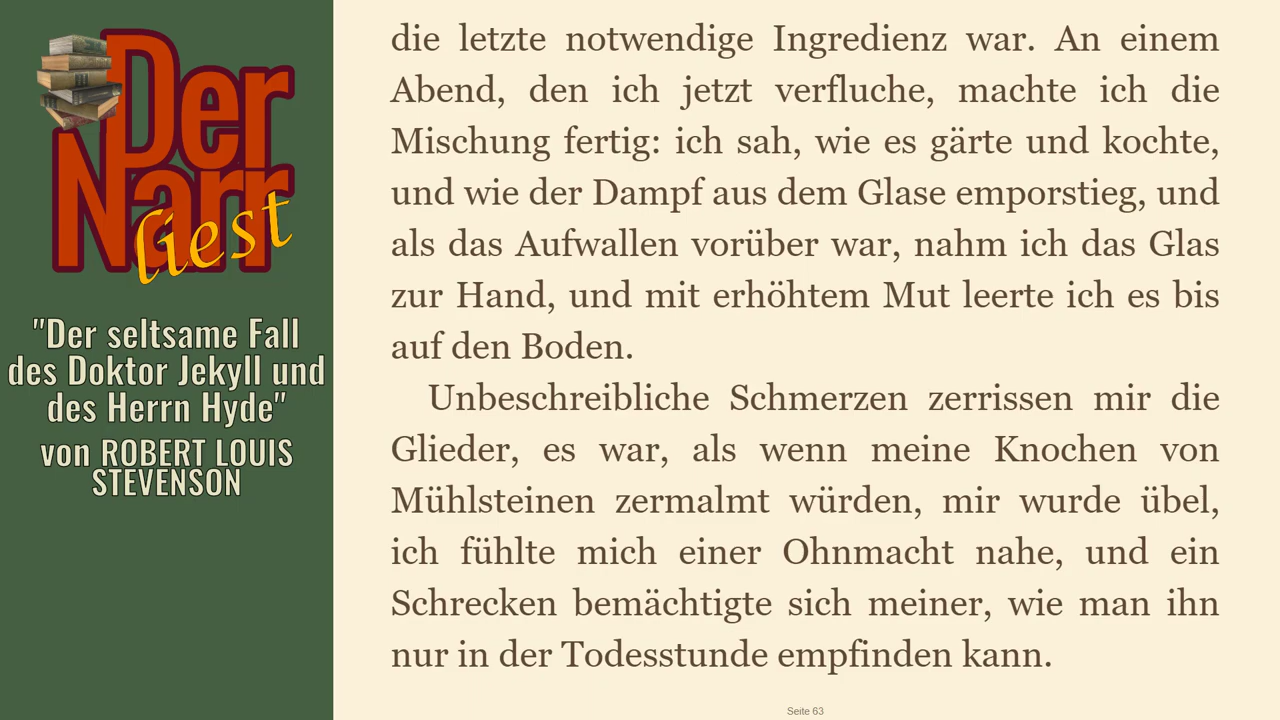 Der
Narr
liest
"Der seltsame Fall
des Doktor Jekyll und
des Herrn Hyde"
von ROBERT LOUIS
STEVENSON
die letzte notwendige Ingredienz war. An einem
Abend, den ich jetzt verfluche, machte ich die
Mischung fertig: ich sah, wie es gärte und kochte,
und wie der Dampf aus dem Glase emporstieg, und
als das Aufwallen vorüber war, nahm ich das Glas
zur Hand, und mit erhöhtem Mut leerte ich es bis
auf den Boden.
Unbeschreibliche Schmerzen zerrissen mir die
Glieder, es war, als wenn meine Knochen von
Mühlsteinen zermalmt würden, mir wurde übel,
ich fühlte mich einer Ohnmacht nahe, und ein
Schrecken bemächtigte sich meiner, wie man ihn
nur in der Todesstunde empfinden kann.
Seite 63